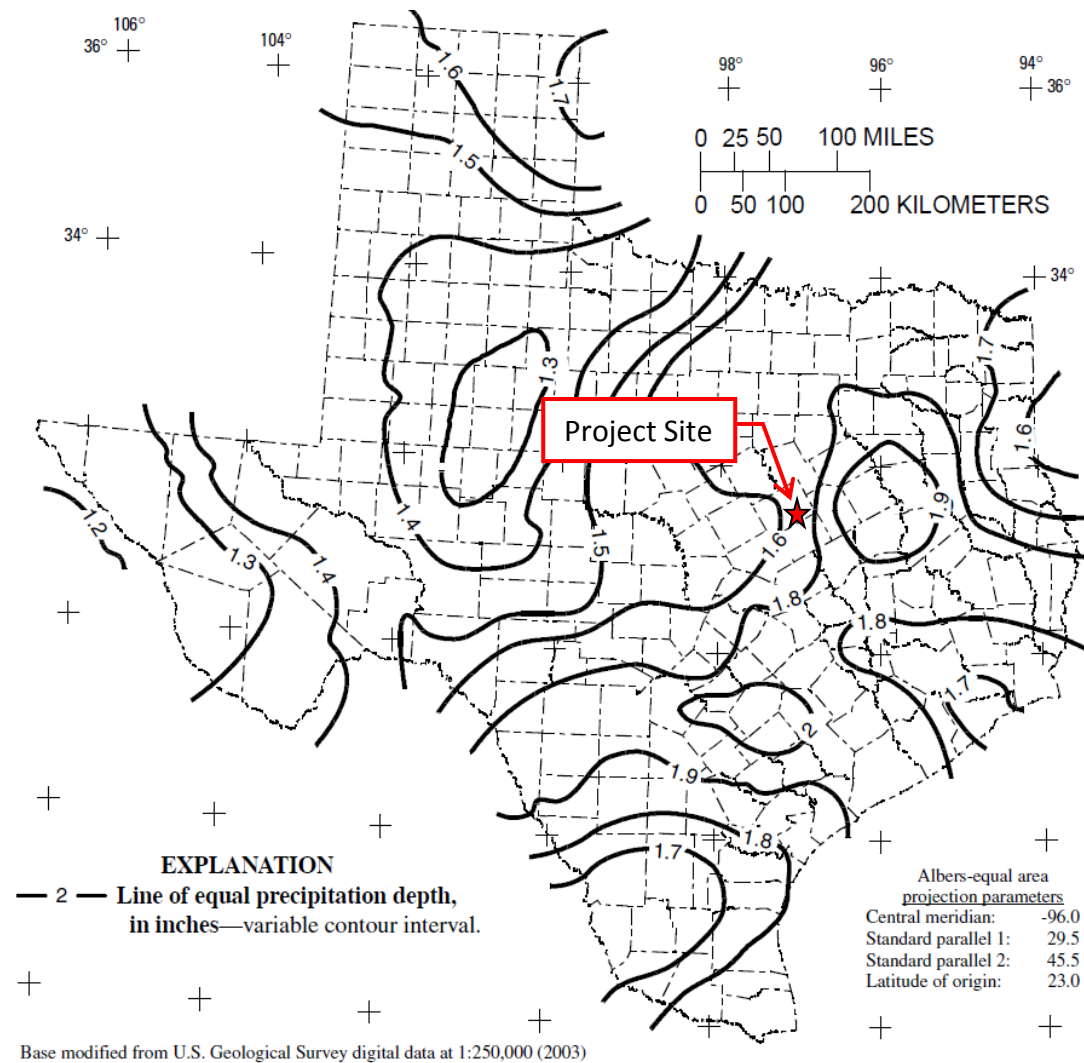 106°
36°
104°
98°
96°
94°
36°
0 25 50 100 MILES
0 50 100 200 KILOMETERS
34°
34°
1.6
1.7
1.5
1.7
1.3
1.6
Project Site
1.4
1.9
1.2
1.5
1.6
1.3
1.4
1.8
1.8
1.7
2
1.9
1.8
1.7
EXPLANATION
2 Line of equal precipitation depth,
in inches—variable contour interval.
Albers-equal area
projection parameters
Central meridian: -96.0
Standard parallel 1: 29.5
Standard parallel 2: 45.5
Latitude of origin: 23.0
Base modified from U.S. Geological Survey digital data at 1:250,000 (2003)